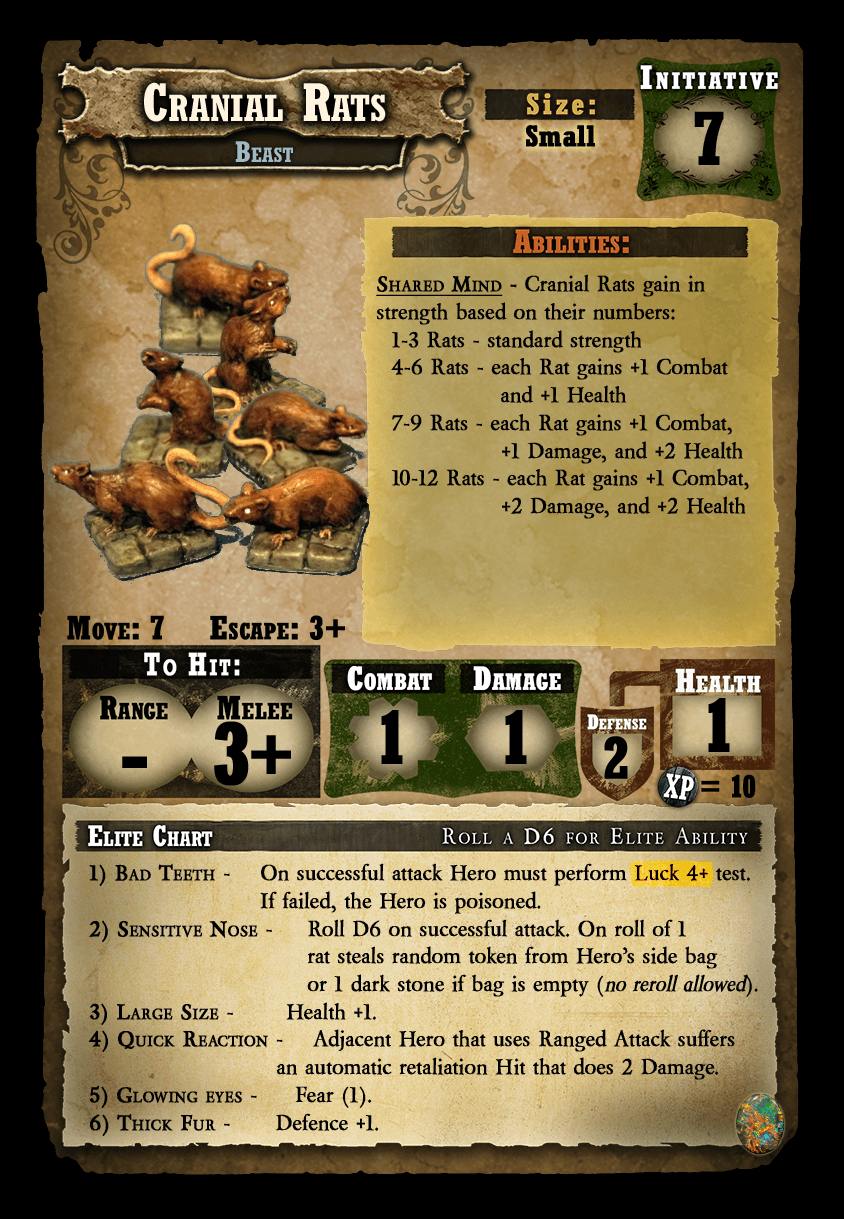 Cranial Rats
Beast
Size:
Small
Initiative
7
Abilities:
Shared Mind - Cranial Rats gain in
strength based on their numbers:
1-3 Rats - standard strength
4-6 Rats - each Rat gains +1 Combat
and +1 Health
7-9 Rats - each Rat gains +1 Combat,
+1 Damage, and +2 Health
10-12 Rats - each Rat gains +1 Combat,
+2 Damage, and +2 Health
Move: 7 Escape: 3+
To Hit:
Range
-
Melee
3+
Combat
1
Damage
1
Defense
2
Health
1
XP = 10
Elite Chart Roll a D6 for Elite Ability
1) Bad Teeth - On successful attack Hero must perform Luck 4+ test.
If failed, the Hero is poisoned.
2) Sensitive Nose - Roll D6 on successful attack. On roll of 1
rat steals random token from Hero's side bag
or 1 dark stone if bag is empty (no reroll allowed).
3) Large Size - Health +1.
4) Quick Reaction - Adjacent Hero that uses Ranged Attack suffers
an automatic retaliation Hit that does 2 Damage.
5) Glowing eyes - Fear (1).
6) Thick Fur - Defence +1.